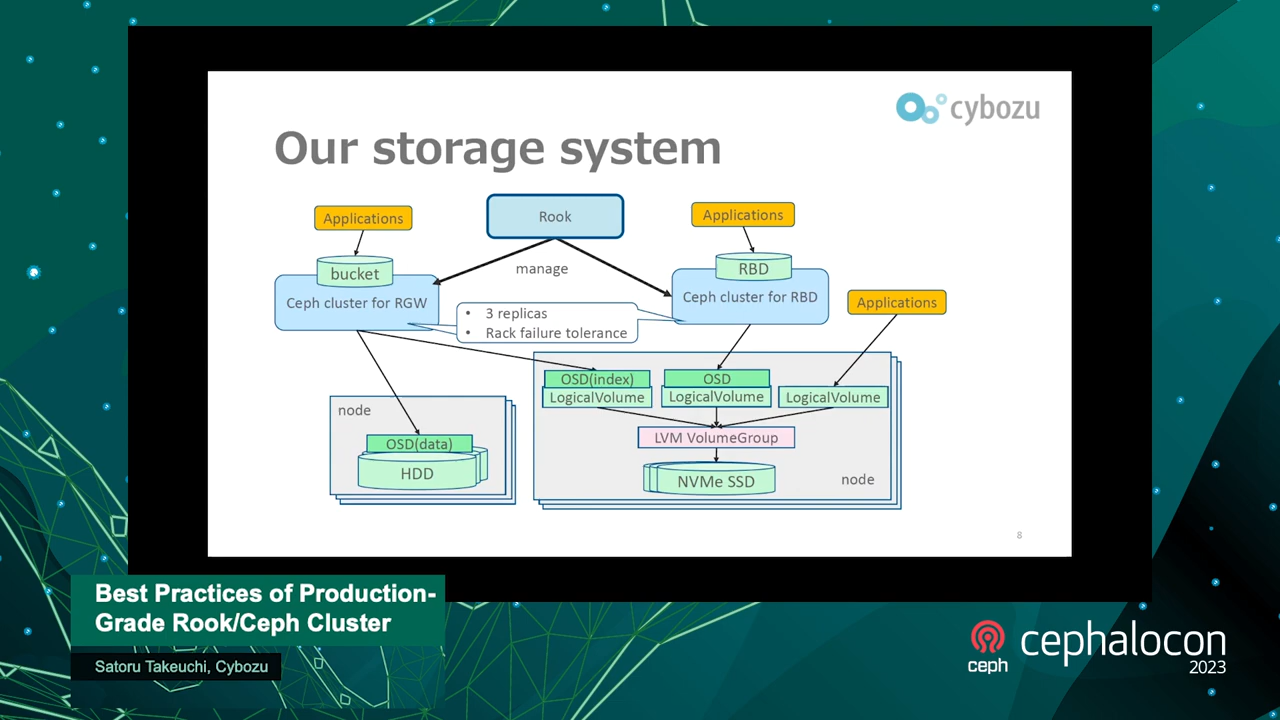 cybozu
Our storage system
Applications
Rook
Applications
bucket
manage
RBD
Ceph cluster for RGW
Ceph cluster for RBD
Applications
• 3 replicas
• Rack failure tolerance
OSD(index)
LogicalVolume
OSD
LogicalVolume
LogicalVolume
node
OSD(data)
HDD
LVM VolumeGroup
NVMe SSD
node
8
Best Practices of Production-
Grade Rook/Ceph Cluster
Satoru Takeuchi, Cybozu
ceph
cephalocon
2023